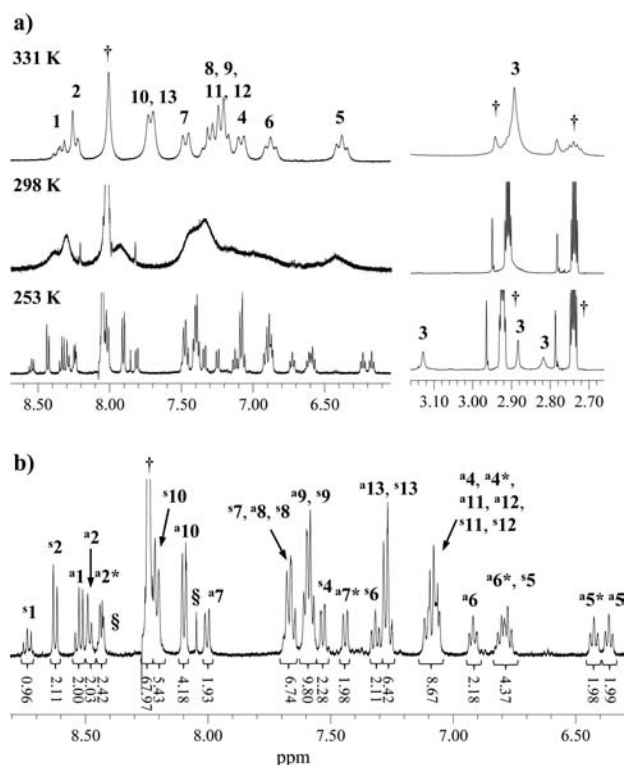 a)
331 K
†
2
1
10, 13
8, 9,
11, 12
7
4
6
5
3
†
†
298 K
253 K
3
†
3
3
†
8.50 8.00 7.50 7.00 6.50
3.10 3.00 2.90 2.80 2.70
b)
†
s10
s2
a2
a1
a2*
§
s1
a10
§
a7
s7, a8, s8
a9, s9
s4
a7*
s6
a13, s13
a4, a4*,
a11, a12,
s11, s12
a6
a6*, s5
a5*
a5
0.96 2.11 2.00 2.03 2.42 67.97 5.43 4.18 1.93 6.74 9.80 2.28 1.98 2.11 6.42 8.67 2.18 4.37 1.98 1.99
8.50 8.00 7.50 7.00 6.50
ppm